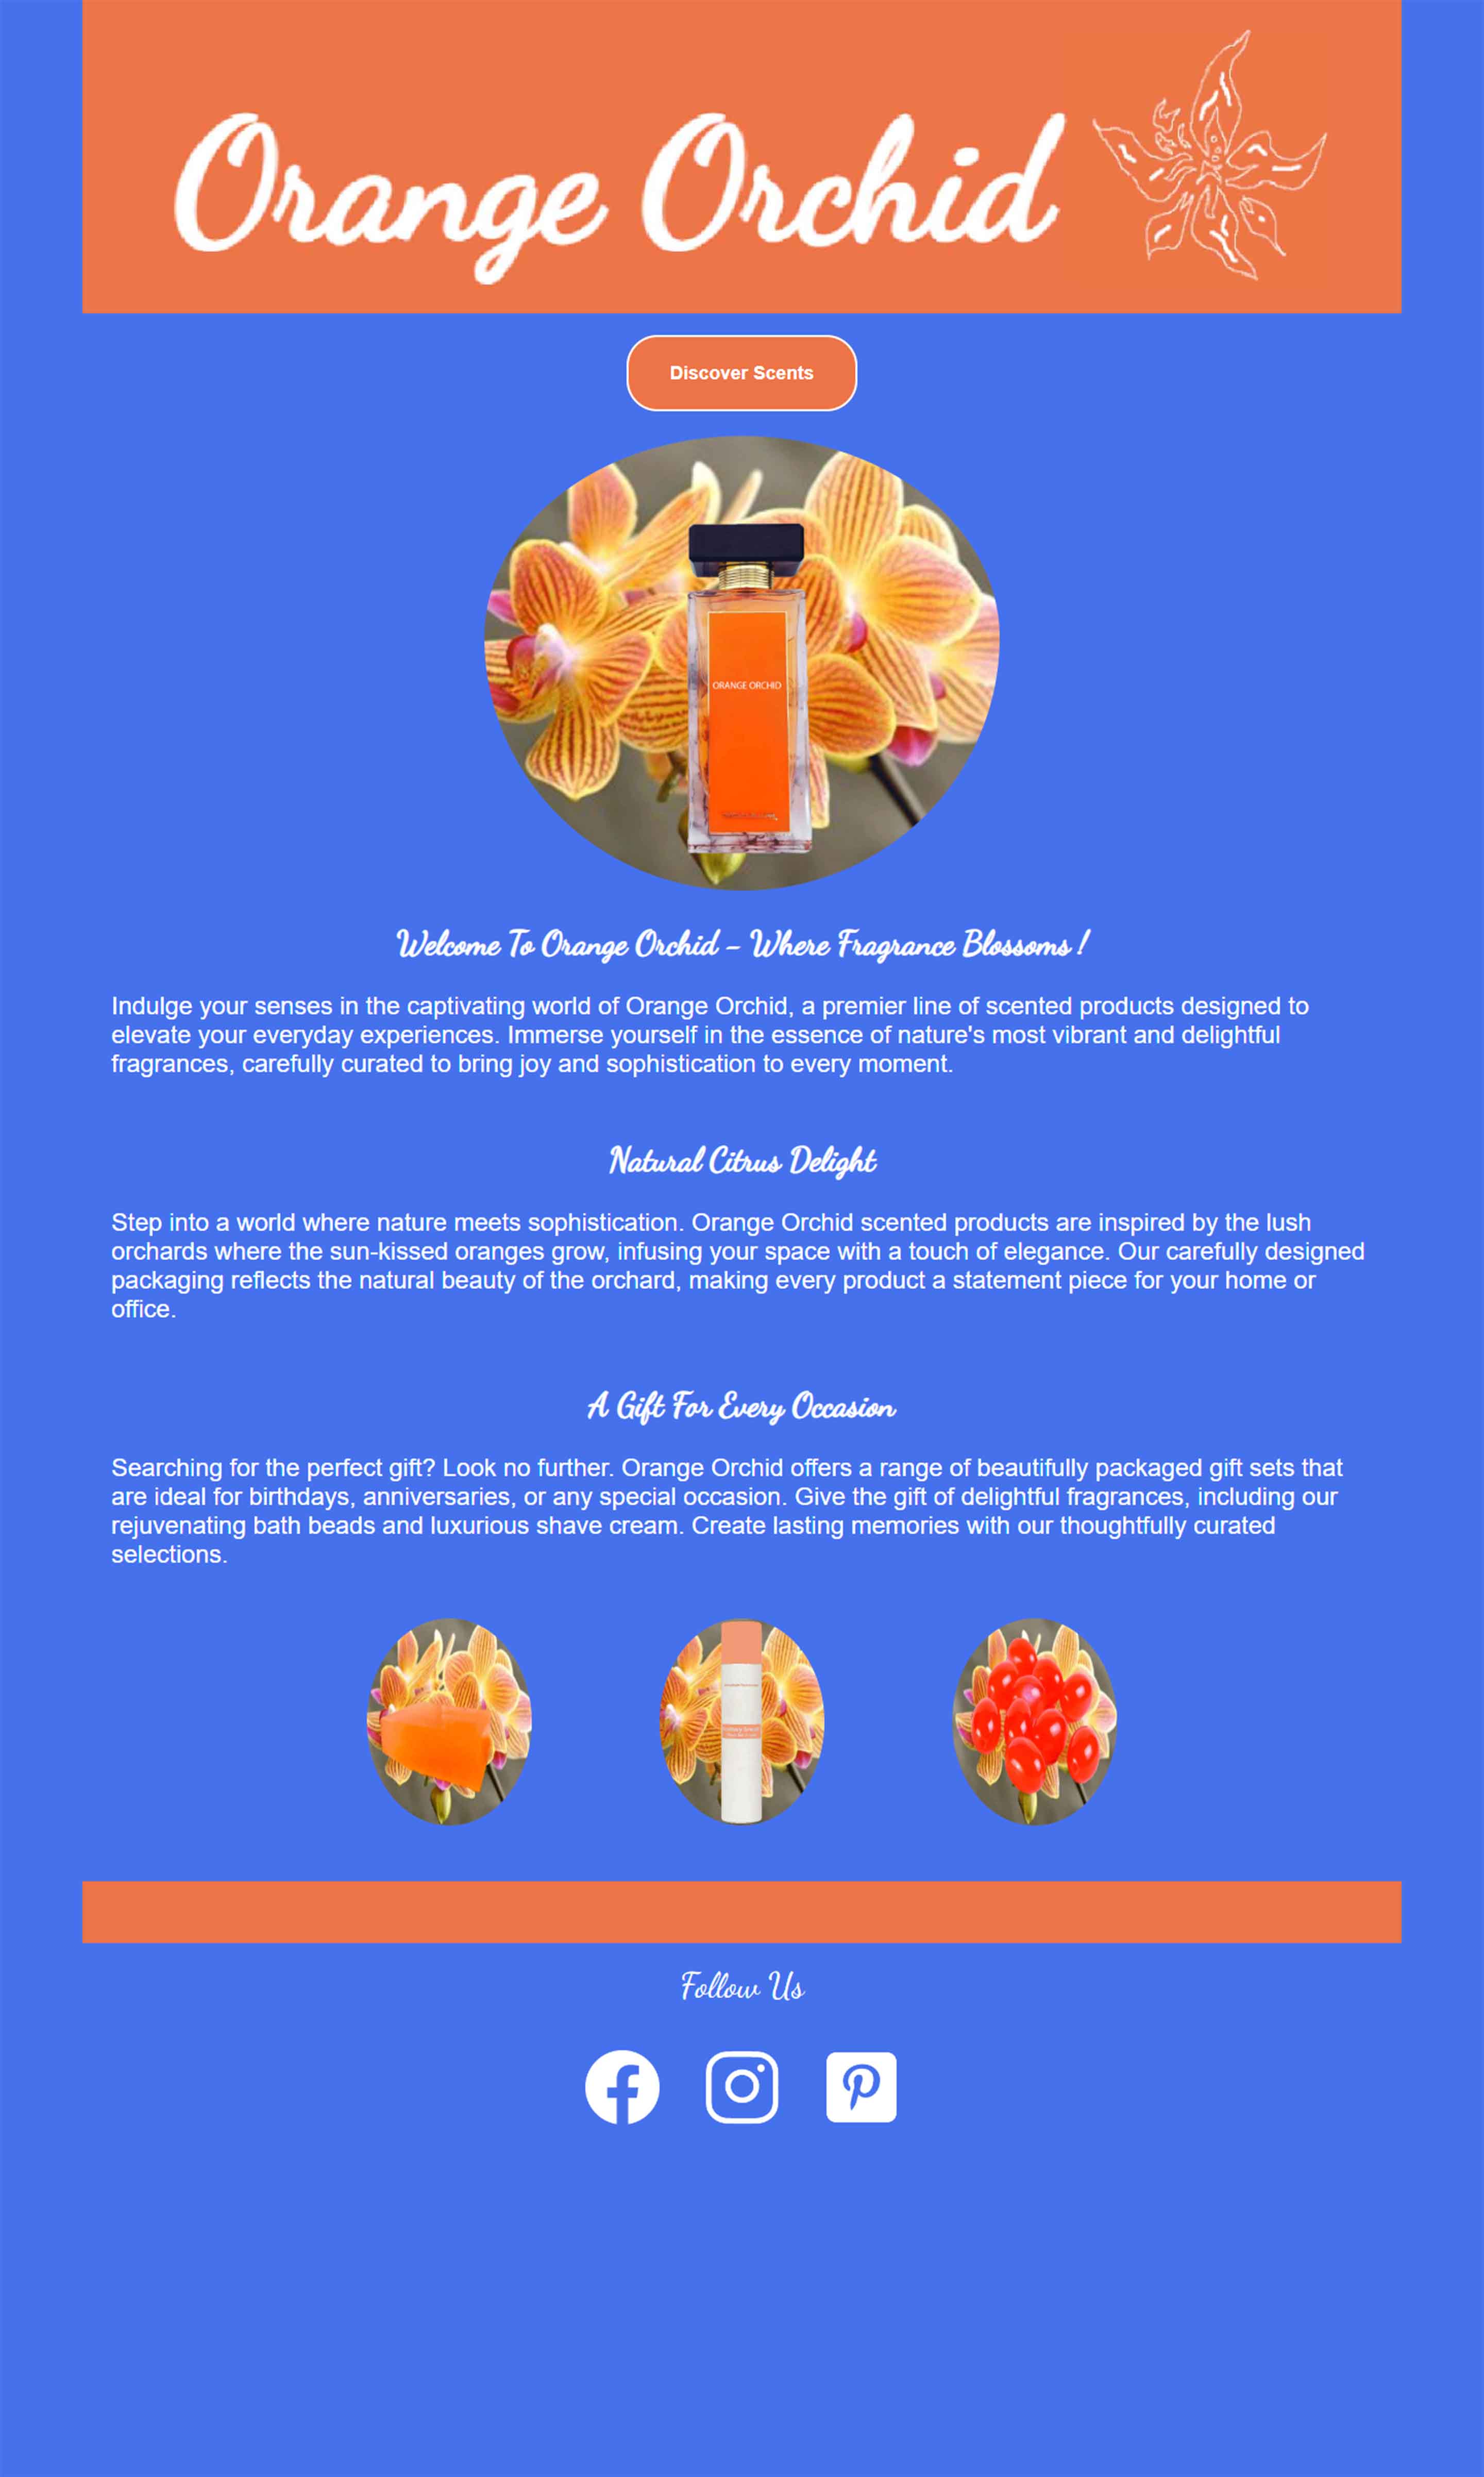 Orange Orchid
Discover Scents
ORANGE ORCHID
Welcome To Orange Orchid - Where Fragrance Blossoms!
Indulge your senses in the captivating world of Orange Orchid, a premier line of scented products designed to
elevate your everyday experiences. Immerse yourself in the essence of nature's most vibrant and delightful
fragrances, carefully curated to bring joy and sophistication to every moment.
Natural Citrus Delight
Step into a world where nature meets sophistication. Orange Orchid scented products are inspired by the lush
orchards where the sun-kissed oranges grow, infusing your space with a touch of elegance. Our carefully designed
packaging reflects the natural beauty of the orchard, making every product a statement piece for your home or
office.
A Gift For Every Occasion
Searching for the perfect gift? Look no further. Orange Orchid offers a range of beautifully packaged gift sets that
are ideal for birthdays, anniversaries, or any special occasion. Give the gift of delightful fragrances, including our
rejuvenating bath beads and luxurious shave cream. Create lasting memories with our thoughtfully curated
selections.
Follow Us